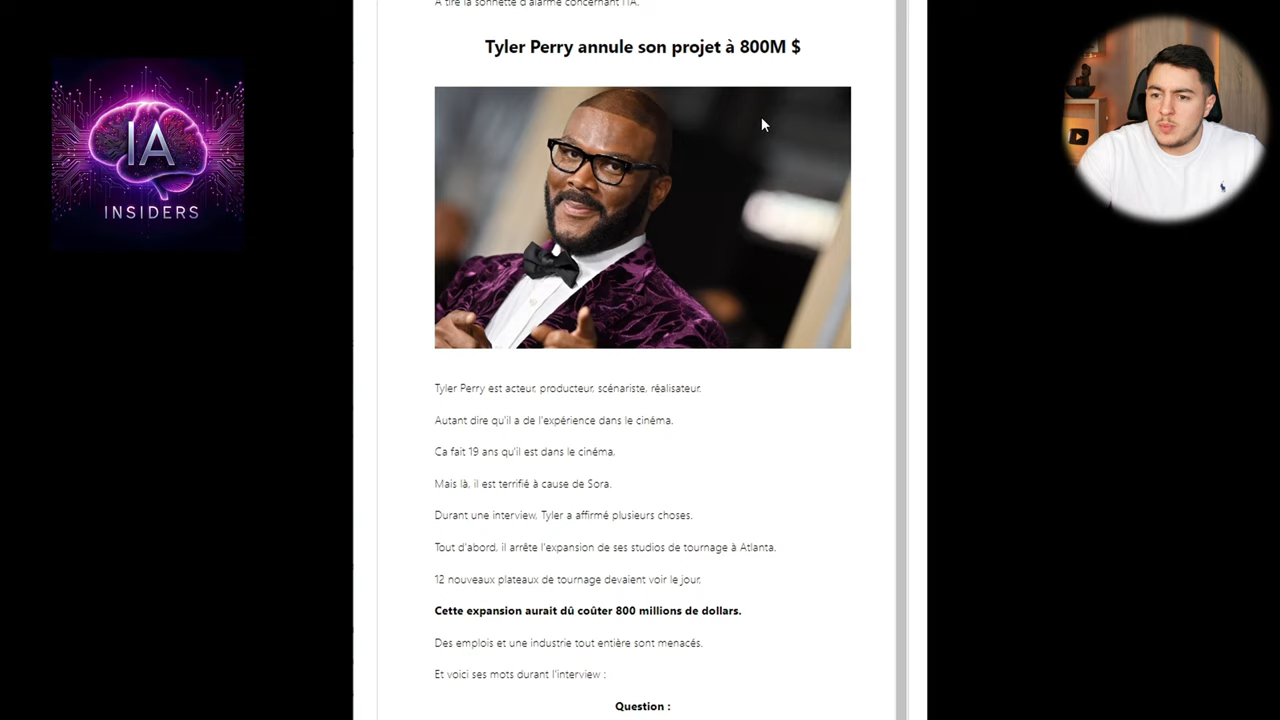 A tiré la sonnette d'alarme concernant l'IA.
Tyler Perry annule son projet à 800M $
IA
INSIDERS
Tyler Perry est acteur, producteur, scénariste, réalisateur.
Autant dire qu'il a de l'expérience dans le cinéma.
Ca fait 19 ans qu'il est dans le cinéma.
Mais là, il est terrifié à cause de Sora.
Durant une interview, Tyler a affirmé plusieurs choses.
Tout d'abord, il arrête l'expansion de ses studios de tournage à Atlanta.
12 nouveaux plateaux de tournage devaient voir le jour.
Cette expansion aurait dû coûter 800 millions de dollars.
Des emplois et une industrie tout entière sont menacés.
Et voici ses mots durant l'interview :
Question :